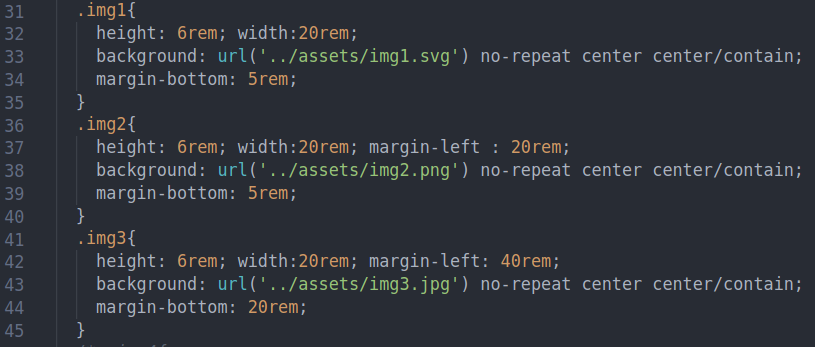 31 .img1{
32 height: 6rem; width:20rem;
33 background: url('../assets/img1.svg') no-repeat center center/contain;
34 margin-bottom: 5rem;
35 }
36 .img2{
37 height: 6rem; width:20rem; margin-left : 20rem;
38 background: url('../assets/img2.png') no-repeat center center/contain;
39 margin-bottom: 5rem;
40 }
41 .img3{
42 height: 6rem; width:20rem; margin-left: 40rem;
43 background: url('../assets/img3.jpg') no-repeat center center/contain;
44 margin-bottom: 20rem;
45 }